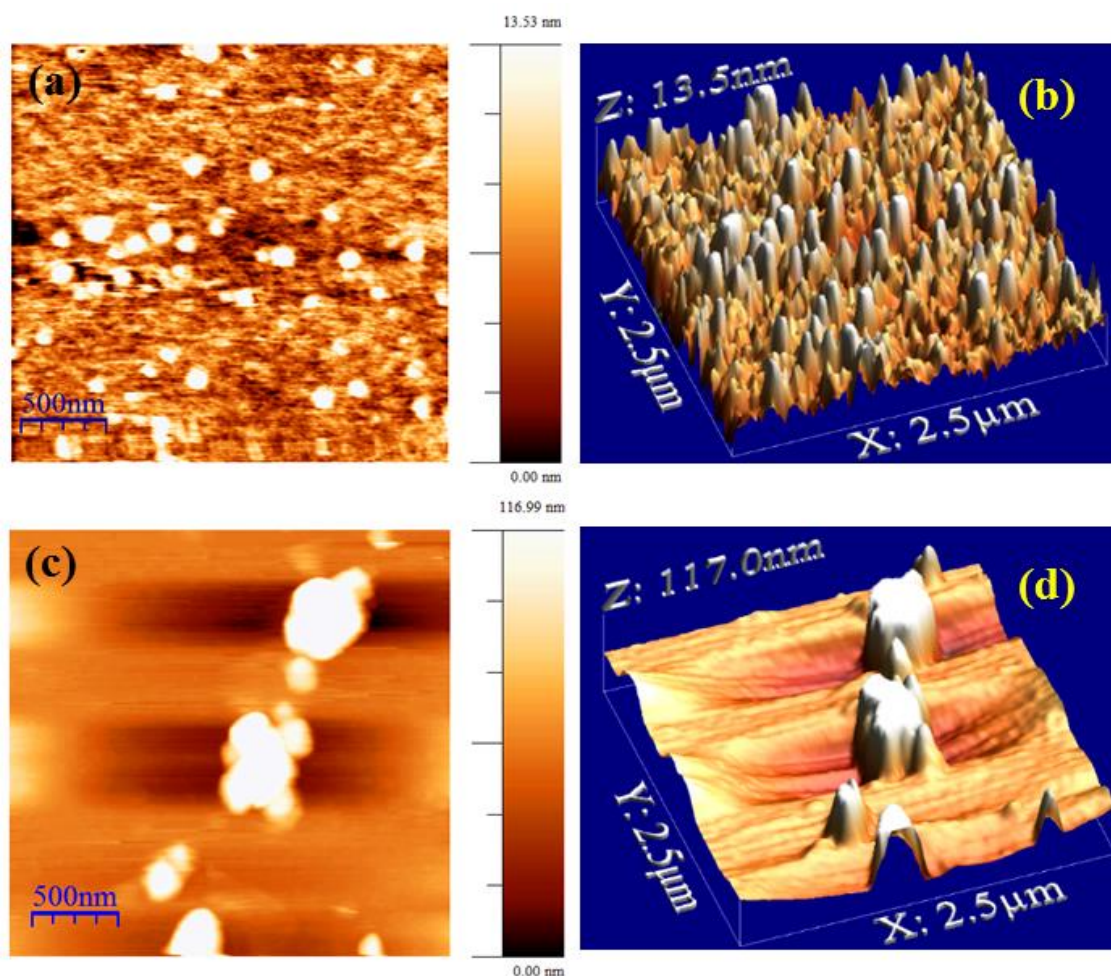 13.53 nm
(a)
500nm
0.00 nm
Z: 13.5nm
(b)
Y: 2.5µm
X: 2.5µm
116.99 nm
(c)
500nm
0.00 nm
Z: 117.0nm
(d)
Y: 2.5µm
X: 2.5µm